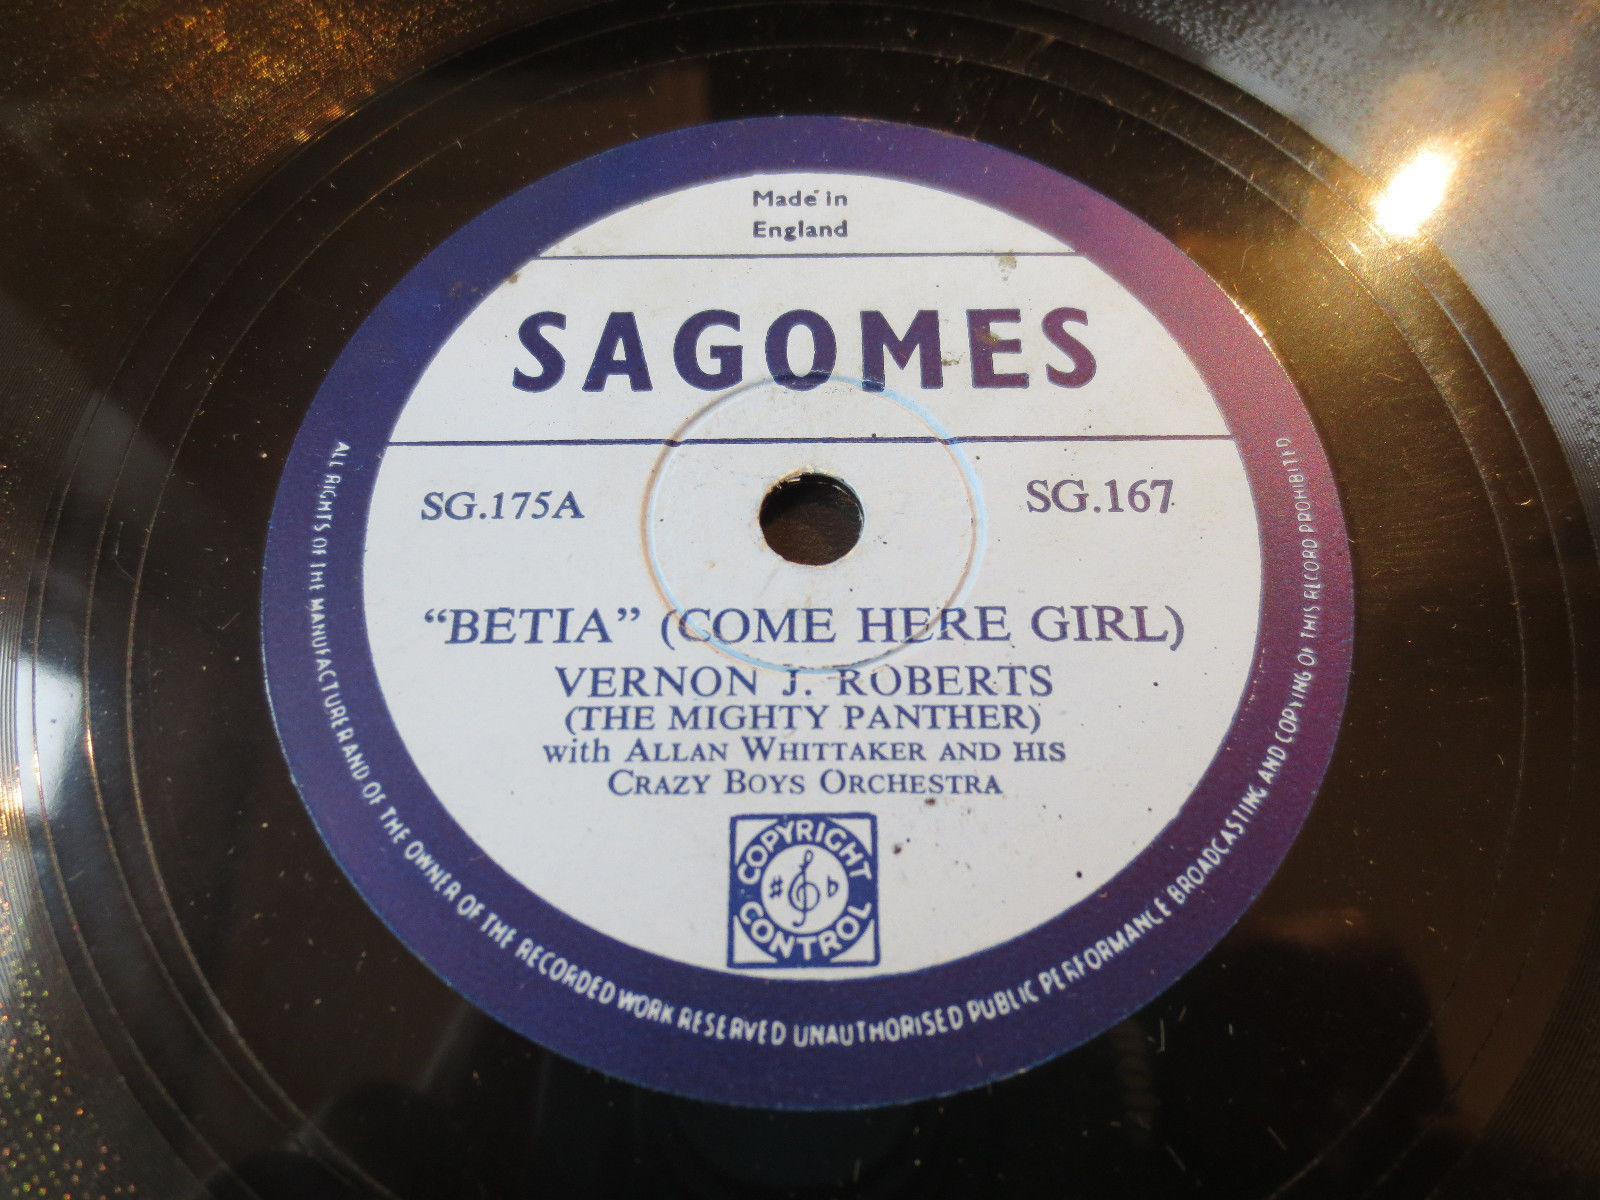 Made in
England
SAGOMES
SG.175A
SG.167
“BETIA” (COME HERE GIRL)
VERNON J. ROBERTS
(THE MIGHTY PANTHER)
with ALLAN WHITTAKER AND HIS
CRAZY BOYS ORCHESTRA
COPYRIGHT
CONTROL
ALL RIGHTS OF THE MANUFACTURER AND OF THE OWNER OF THE RECORDED WORK RESERVED UNAUTHORISED PUBLIC PERFORMANCE BROADCASTING AND COPYING OF THIS RECORD PROHIBITED